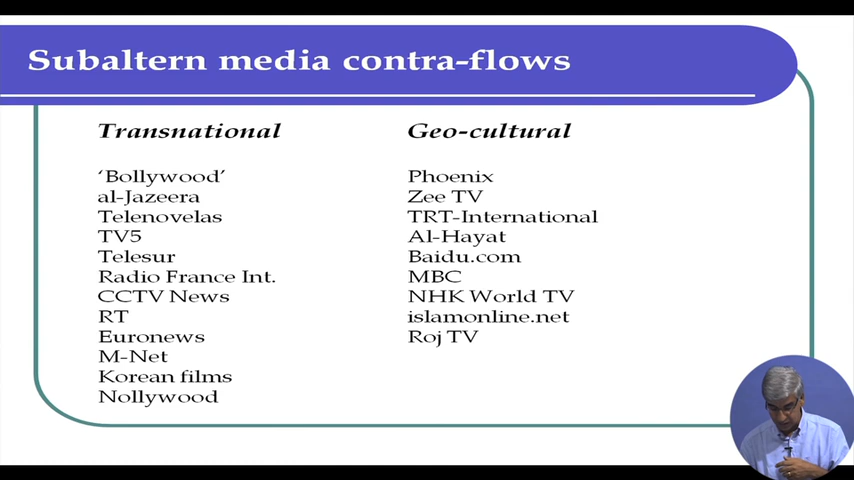 Subaltern media contra-flows
Transnational
'Bollywood'
al-Jazeera
Telenovelas
TV5
Telesur
Radio France Int.
CCTV News
RT
Euronews
M-Net
Korean films
Nollywood
Geo-cultural
Phoenix
Zee TV
TRT-International
Al-Hayat
Baidu.com
MBC
NHK World TV
islamonline.net
Roj TV